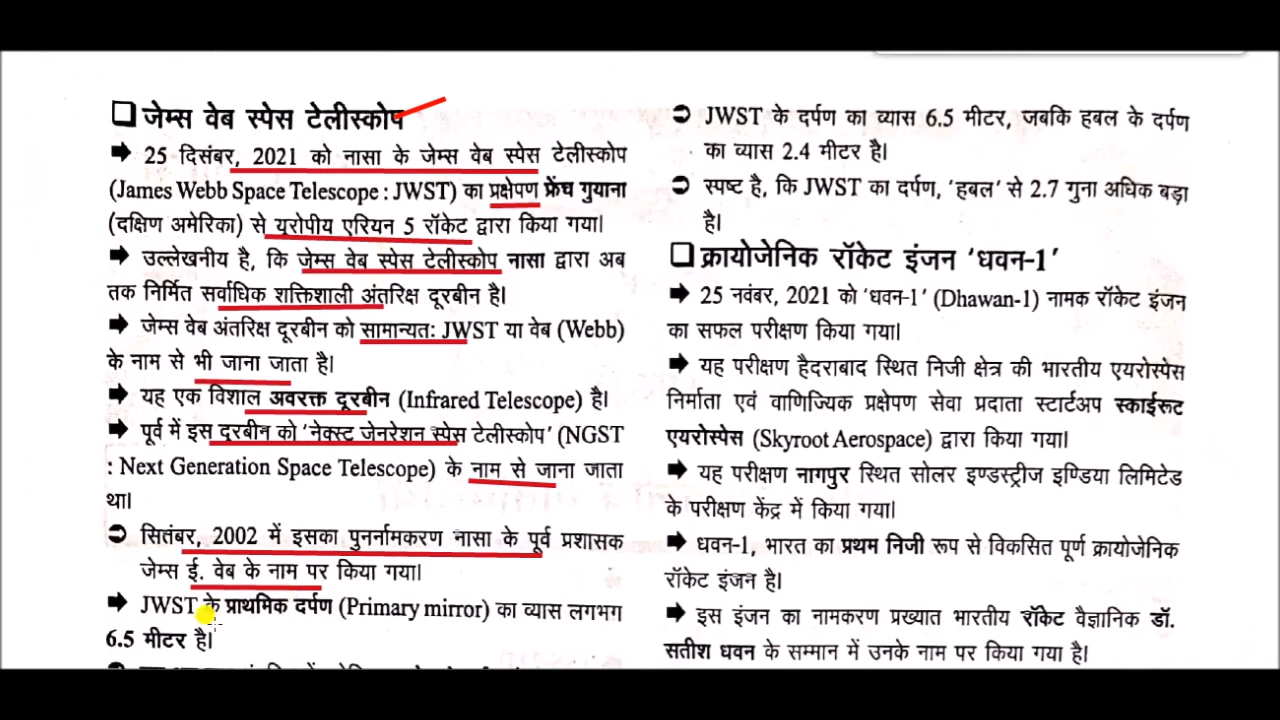 ❑ जेम्स वेब स्पेस टेलीस्कोप
➡ 25 दिसंबर, 2021 को नासा के जेम्स वेब स्पेस टेलीस्कोप
(James Webb Space Telescope : JWST) का प्रक्षेपण फ्रेंच गुयाना
(दक्षिण अमेरिका) से यूरोपीय एरियन 5 रॉकेट द्वारा किया गया।
➡ उल्लेखनीय है, कि जेम्स वेब स्पेस टेलीस्कोप नासा द्वारा अब
तक निर्मित सर्वाधिक शक्तिशाली अंतरिक्ष दूरबीन है।
➡ जेम्स वेब अंतरिक्ष दूरबीन को सामान्यत: JWST या वेब (Webb)
के नाम से भी जाना जाता है।
➡ यह एक विशाल अवरक्त दूरबीन (Infrared Telescope) है।
➡ पूर्व में इस दूरबीन को ‘नेक्स्ट जेनरेशन स्पेस टेलीस्कोप’ (NGST
: Next Generation Space Telescope) के नाम से जाना जाता
था।
➲ सितंबर, 2002 में इसका पुनर्नामकरण नासा के पूर्व प्रशासक
जेम्स ई. वेब के नाम पर किया गया।
➡ JWST के प्राथमिक दर्पण (Primary mirror) का व्यास लगभग
6.5 मीटर है।
➲ JWST के दर्पण का व्यास 6.5 मीटर, जबकि हबल के दर्पण
का व्यास 2.4 मीटर है।
➲ स्पष्ट है, कि JWST का दर्पण, ‘हबल’ से 2.7 गुना अधिक बड़ा
है।
❑ क्रायोजेनिक रॉकेट इंजन ‘धवन-1’
➡ 25 नवंबर, 2021 को ‘धवन-1’ (Dhawan-1) नामक रॉकेट इंजन
का सफल परीक्षण किया गया।
➡ यह परीक्षण हैदराबाद स्थित निजी क्षेत्र की भारतीय एयरोस्पेस
निर्माता एवं वाणिज्यिक प्रक्षेपण सेवा प्रदाता स्टार्टअप स्काईरूट
एयरोस्पेस (Skyroot Aerospace) द्वारा किया गया।
➡ यह परीक्षण नागपुर स्थित सोलर इण्डस्ट्रीज इण्डिया लिमिटेड
के परीक्षण केंद्र में किया गया।
➡ धवन-1, भारत का प्रथम निजी रूप से विकसित पूर्ण क्रायोजेनिक
रॉकेट इंजन है।
➡ इस इंजन का नामकरण प्रख्यात भारतीय रॉकेट वैज्ञानिक डॉ.
सतीश धवन के सम्मान में उनके नाम पर किया गया है।